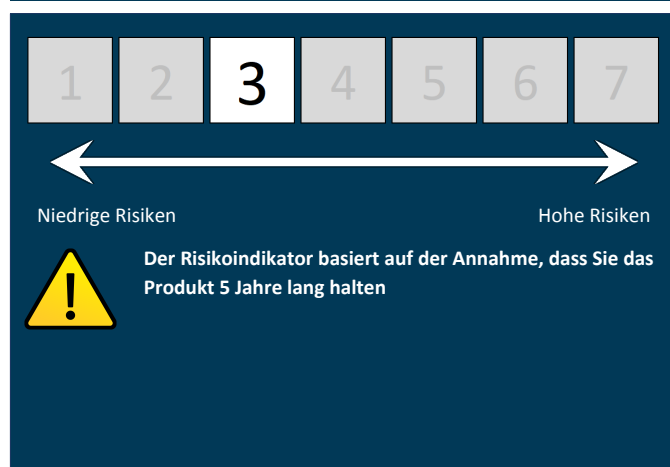 1 2 3 4 5 6 7
Niedrige Risiken Hohe Risiken
!
Der Risikoindikator basiert auf der Annahme, dass Sie das
Produkt 5 Jahre lang halten